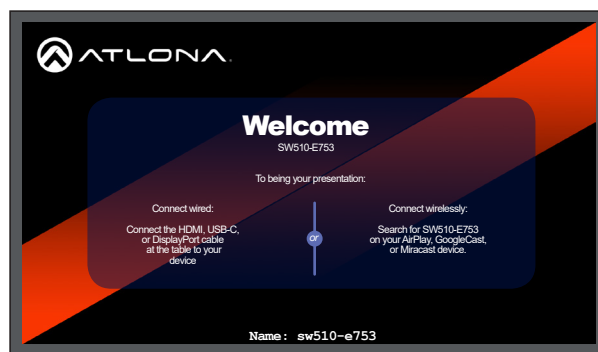 ATLONA.
Welcome
SW510-E753
To being your presentation:
Connect wired:
Connect the HDMI, USB-C,
or DisplayPort cable
at the table to your
device
or
Connect wirelessly:
Search for SW510-E753
on your AirPlay, GoogleCast,
or Miracast device.
Name: sw510-e753